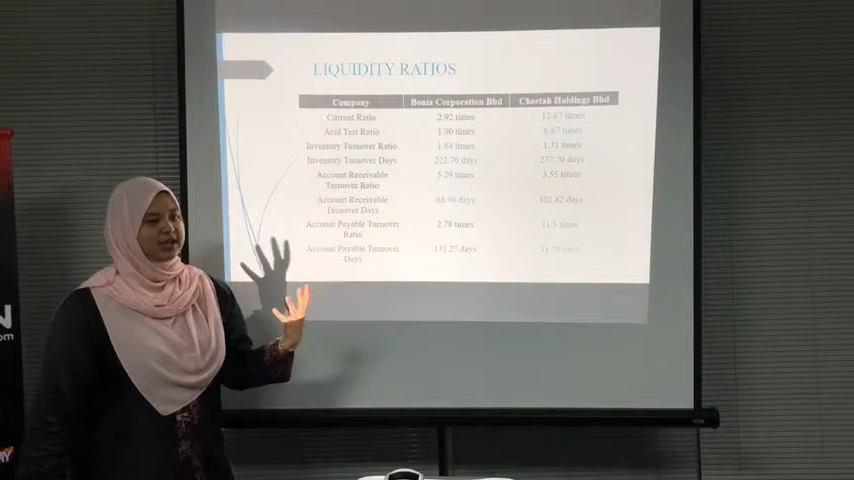 LIQUIDITY RATIOS
Company Bonia Corporation Bhd Cheetah Holdings Bhd
Current Ratio 2.92 times 12.67 times
Acid Test Ratio 1.90 times 6.87 times
Inventory Turnover Ratio 1.64 times 1.31 times
Inventory Turnover Days 222.70 days 277.70 days
Account Receivable
Turnover Ratio 5.29 times 3.55 times
Account Receivable
Turnover Days 68.96 days 102.82 days
Account Payable Turnover
Ratio 2.78 times 11.5 times
Account Payable Turnover
Days 131.27 days days
N
om